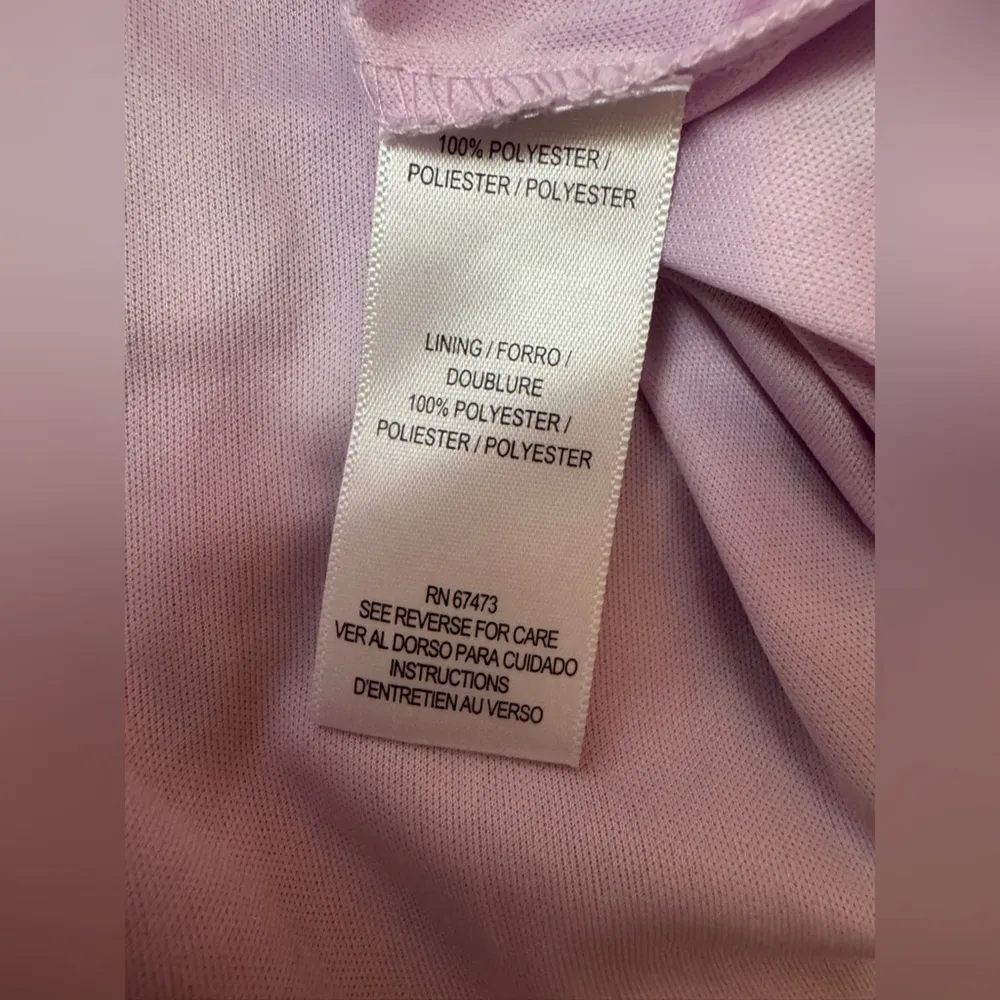 100% POLYESTER /
POLIESTER / POLYESTER
LINING / FORRO /
DOUBLURE
100% POLYESTER /
POLIESTER / POLYESTER
RN 67473
SEE REVERSE FOR CARE
VER AL DORSO PARA CUIDADO
INSTRUCTIONS
D'ENTRETIEN AU VERSO